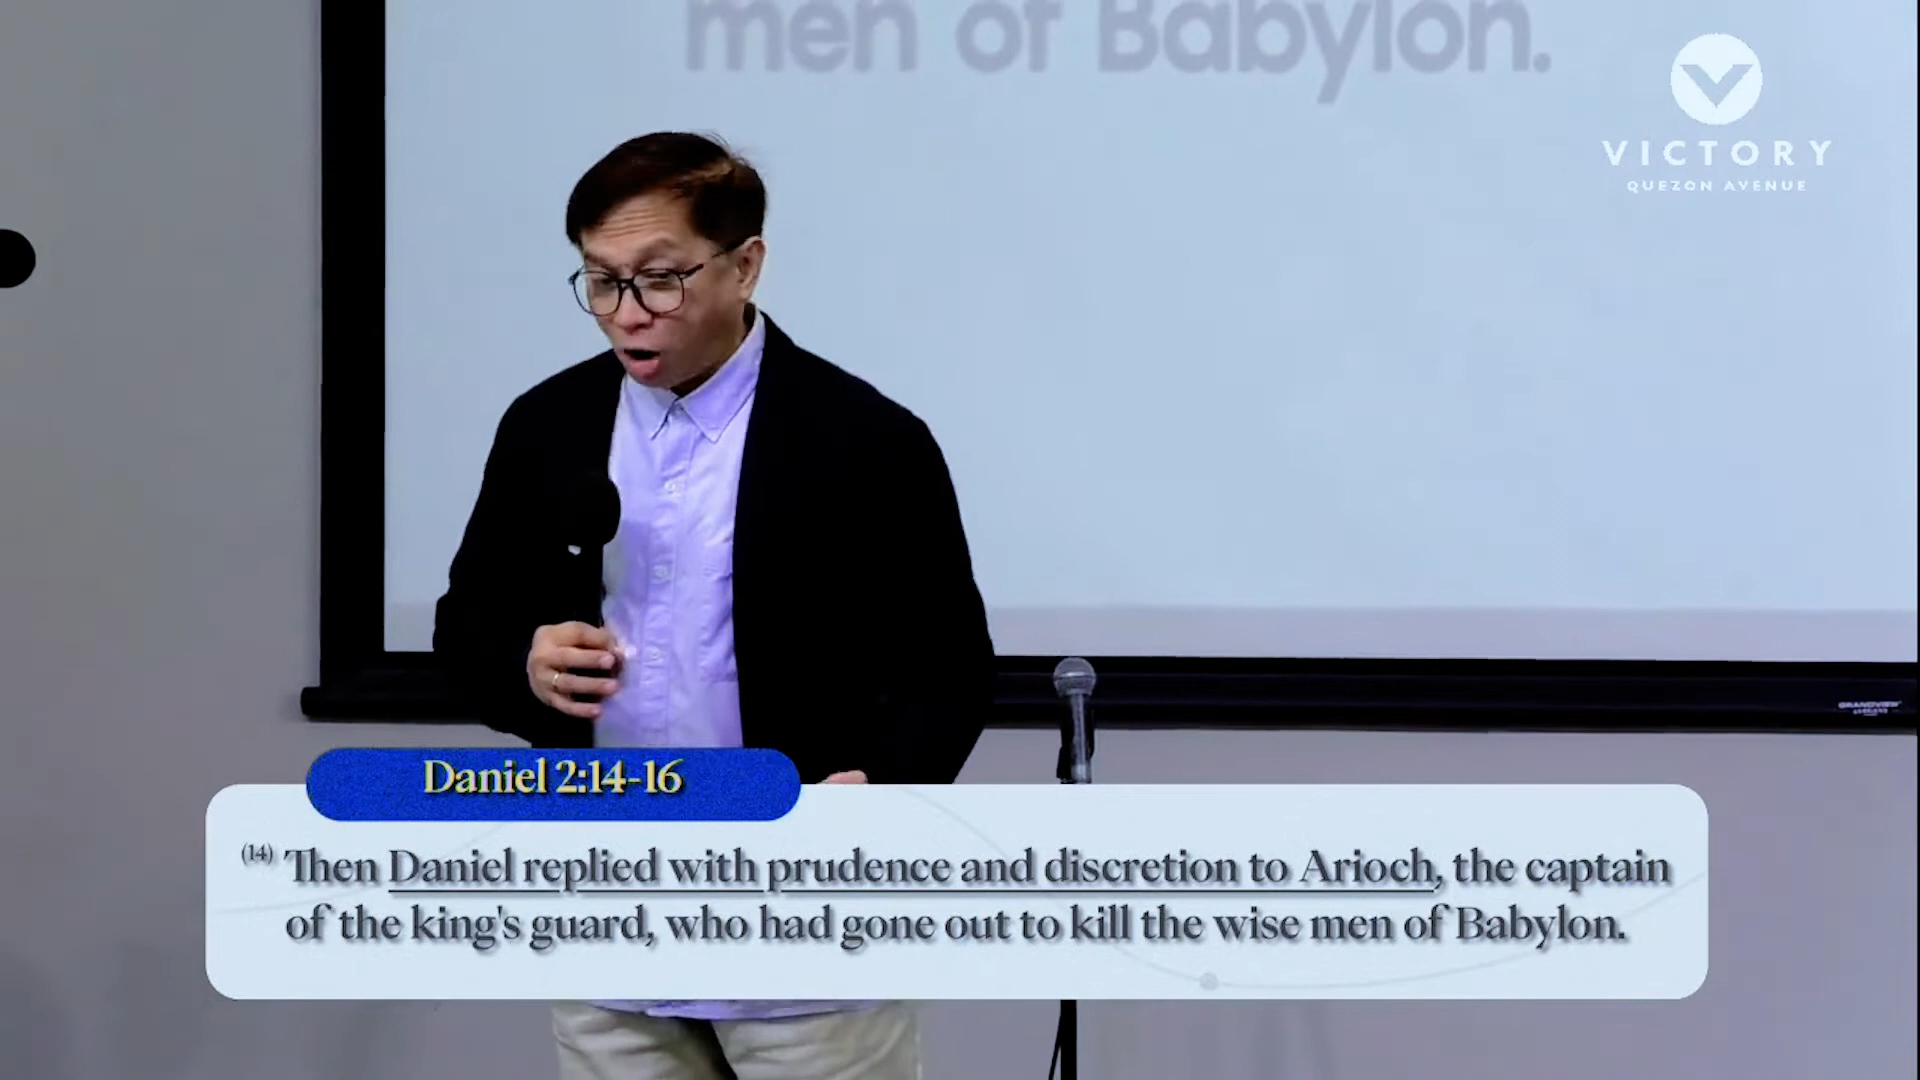 men of Babylon.
VICTORY
QUEZON AVENUE
GRANDVIEW
Daniel 2:14-16
(14) Then Daniel replied with prudence and discretion to Arioch, the captain
of the king's guard, who had gone out to kill the wise men of Babylon.